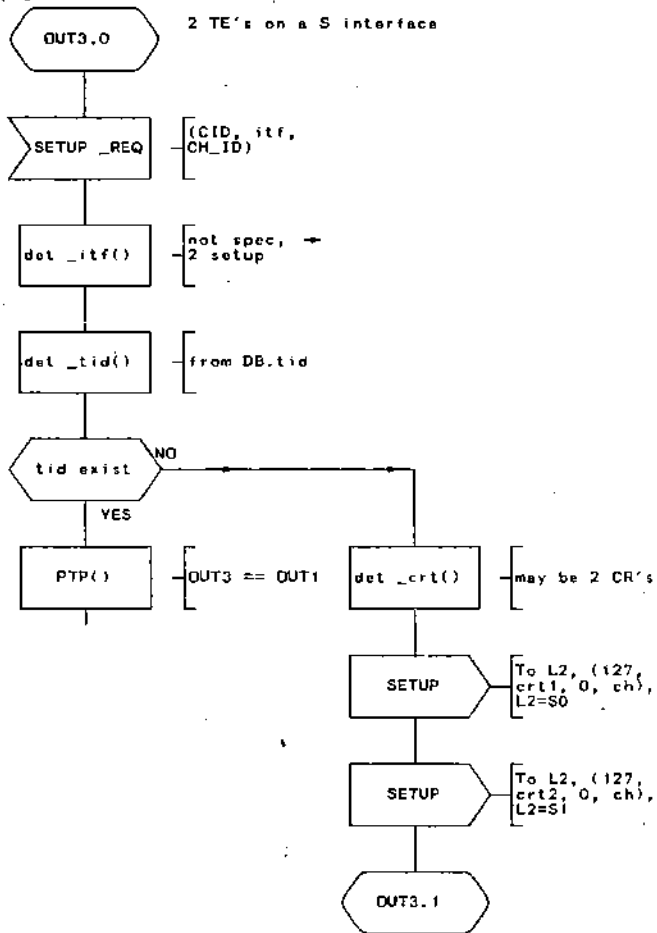 2 TE's on a S interface
OUT3.0
SETUP _REQ
(CID, itf,
CH_ID)
det _itf()
not spec, →
2 setup
det _tid()
from DB.tid
tid exist
NO
YES
PTP()
OUT3 == OUT1
det _crt()
may be 2 CR's
SETUP
To L2, (127,
crt1, 0, ch),
L2=S0
SETUP
To L2, (127,
crt2, 0, ch),
L2=S1
OUT3.1